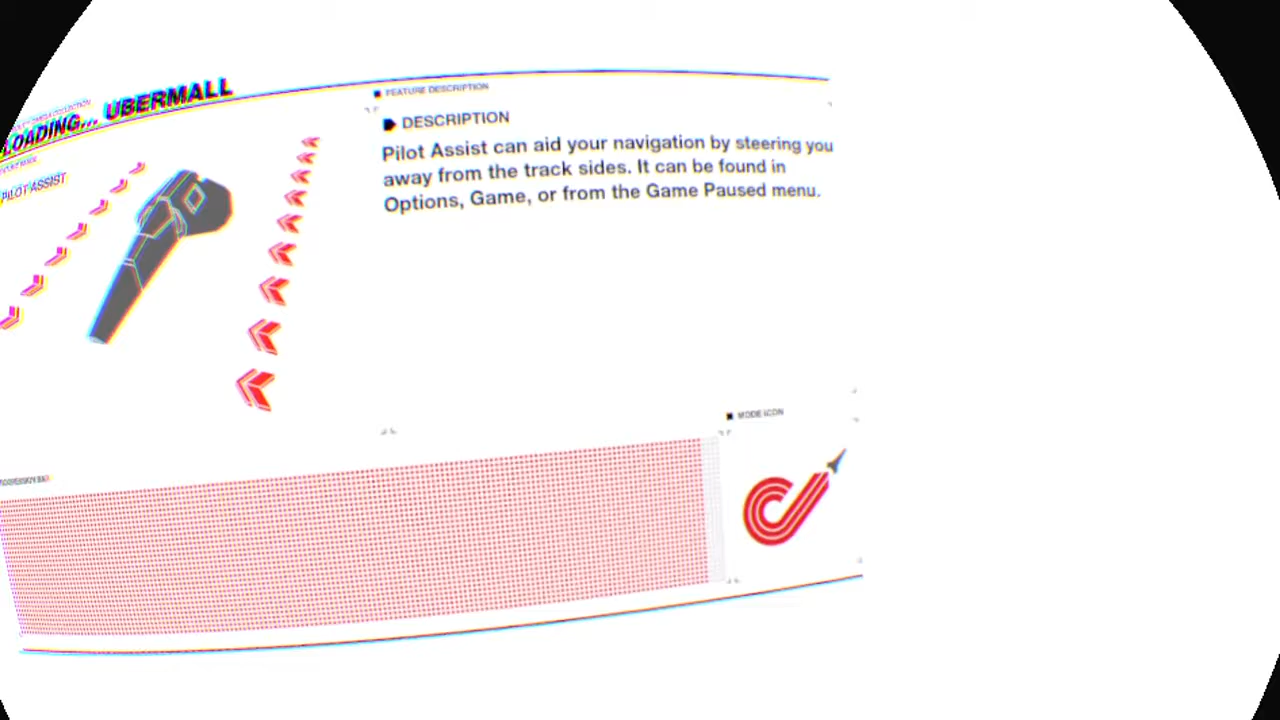 LOADING... UBERMALL
PILOT ASSIST
FEATURE DESCRIPTION
DESCRIPTION
Pilot Assist can aid your navigation by steering you
away from the track sides. It can be found in
Options, Game, or from the Game Paused menu.
MODE ICON